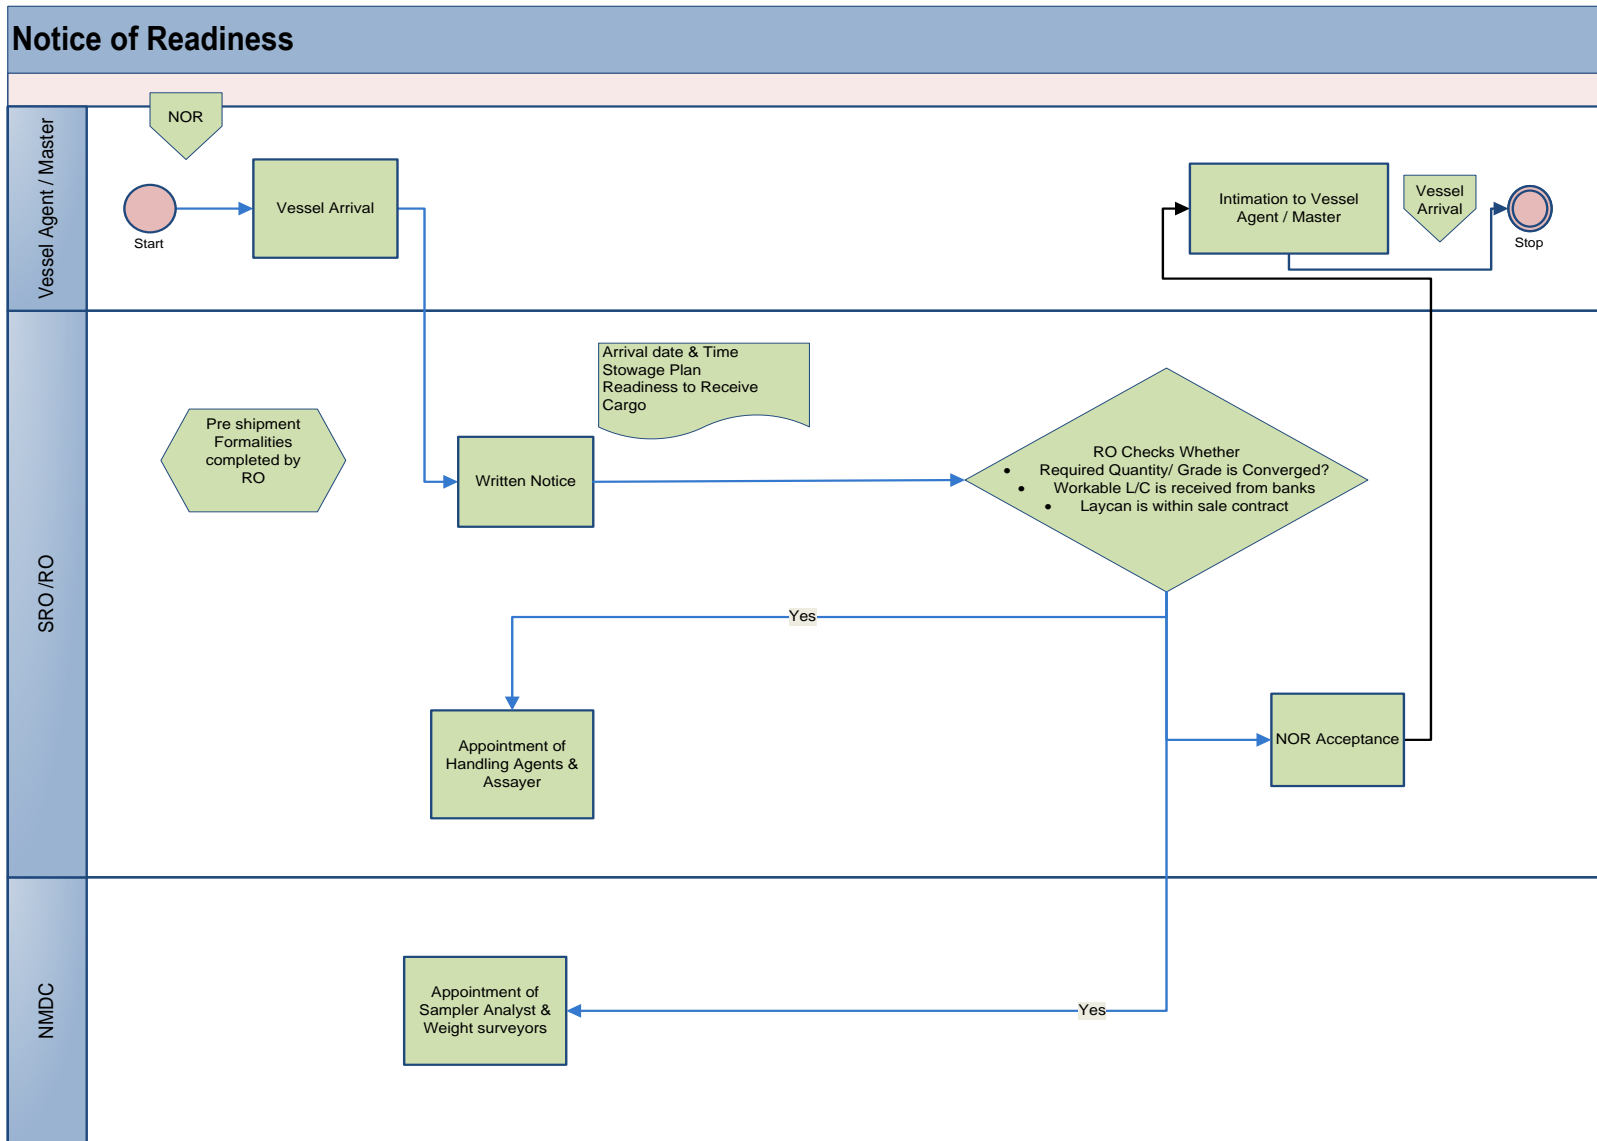 Notice of Readiness
Vessel Agent / Master
NOR
Start
Vessel Arrival
Intimation to Vessel
Agent / Master
Vessel
Arrival
Stop
SRO /RO
Pre shipment
Formalities
completed by
RO
Arrival date & Time
Stowage Plan
Readiness to Receive
Cargo
Written Notice
RO Checks Whether
• Required Quantity/ Grade is Converged?
• Workable L/C is received from banks
• Laycan is within sale contract
Yes
Appointment of
Handling Agents &
Assayer
NOR Acceptance
NMDC
Appointment of
Sampler Analyst &
Weight surveyors
Yes